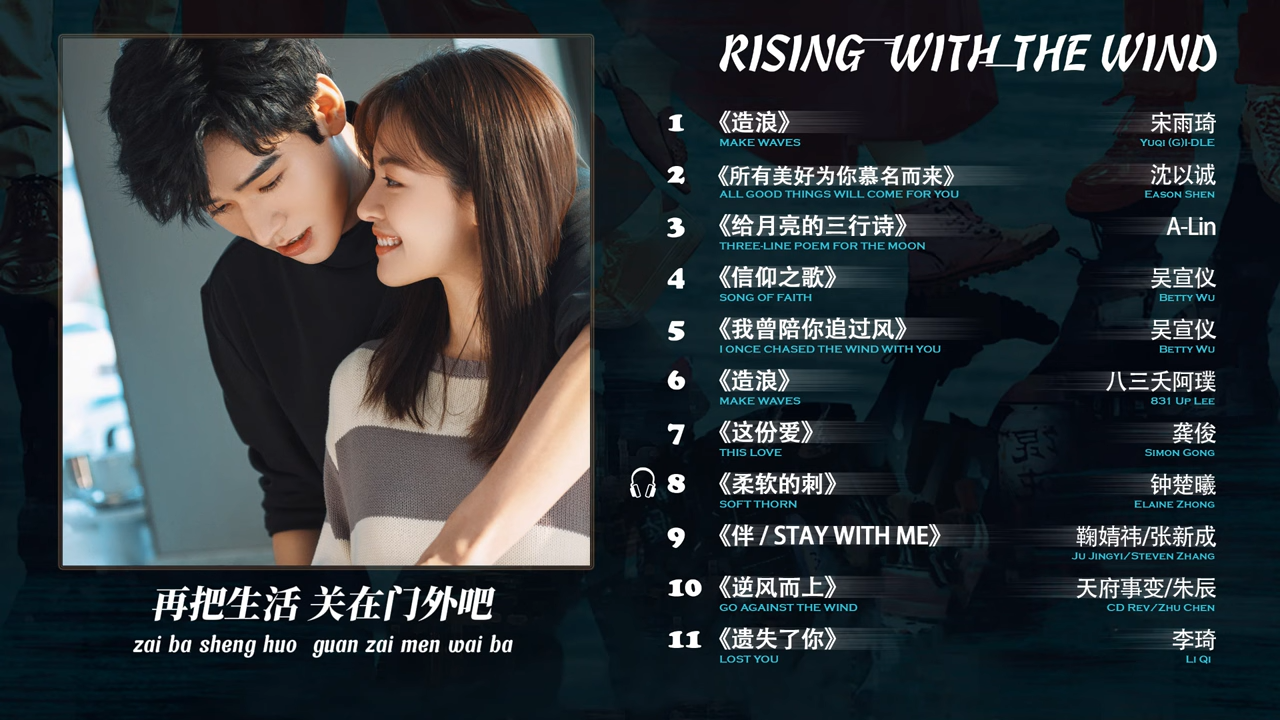 RISING WITH THE WIND
1 《造浪》 宋雨琦
MAKE WAVES YUQI (G)I-DLE
2 《所有美好为你慕名而来》 沈以诚
ALL GOOD THINGS WILL COME FOR YOU EASON SHEN
3 《给月亮的三行诗》 A-Lin
THREE-LINE POEM FOR THE MOON
4 《信仰之歌》 吴宣仪
SONG OF FAITH BETTY WU
5 《我曾陪你追过风》 吴宣仪
I ONCE CHASED THE WIND WITH YOU BETTY WU
6 《造浪》 八三夭阿璞
MAKE WAVES 831 UP LEE
7 《这份爱》 龚俊
THIS LOVE SIMON GONG
8 《柔软的刺》 钟楚曦
SOFT THORN ELAINE ZHONG
9 《伴 / STAY WITH ME》 鞠婧祎/张新成
JU JINGYI/STEVEN ZHANG
10 《逆风而上》 天府事变/朱辰
GO AGAINST THE WIND CD REV/ZHU CHEN
11 《遗失了你》 李琦
LOST YOU LI QI
再把生活 关在门外吧
zai ba sheng huo guan zai men wai ba